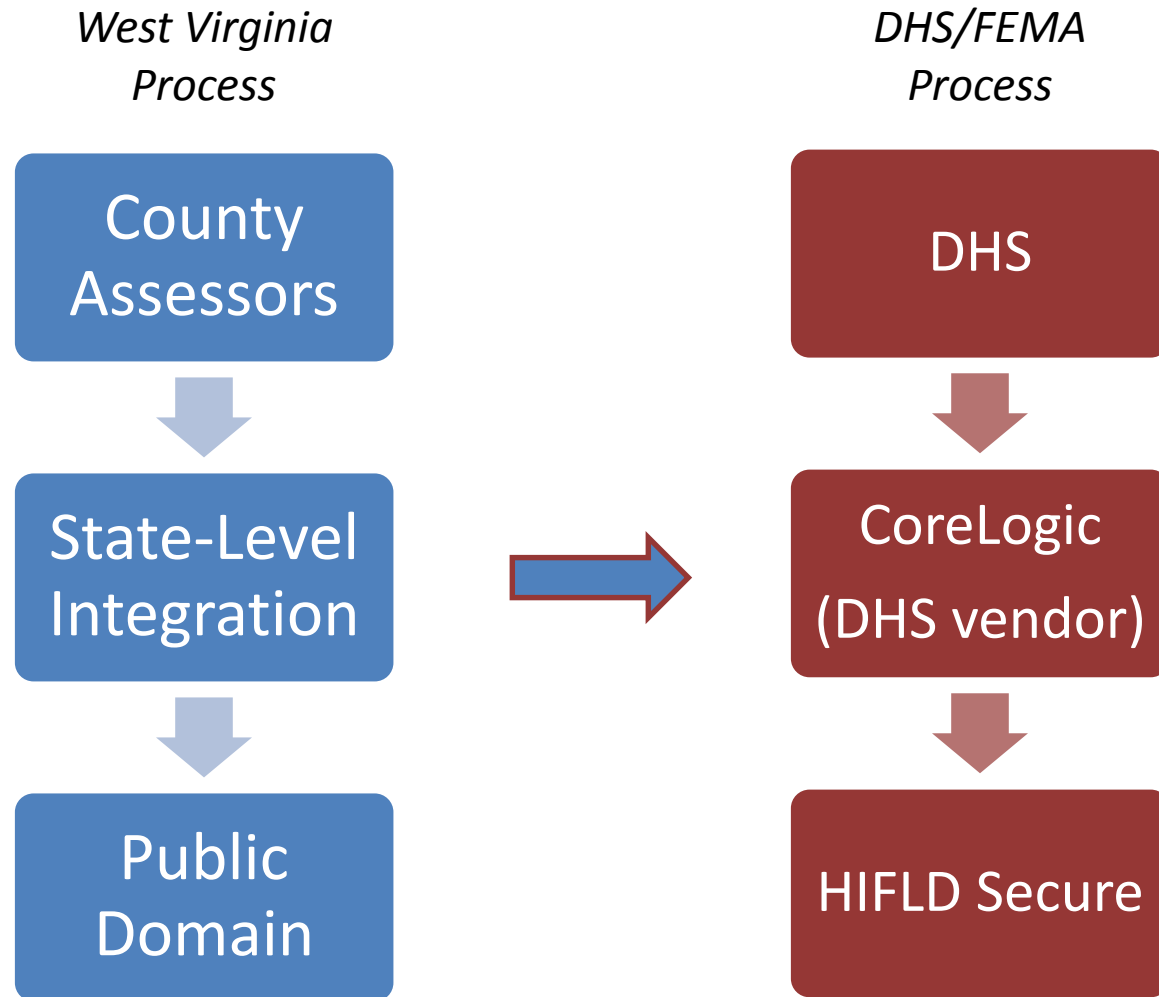 West Virginia
Process
County
Assessors
State-Level
Integration
Public
Domain
DHS/FEMA
Process
DHS
CoreLogic
(DHS vendor)
HIFLD Secure